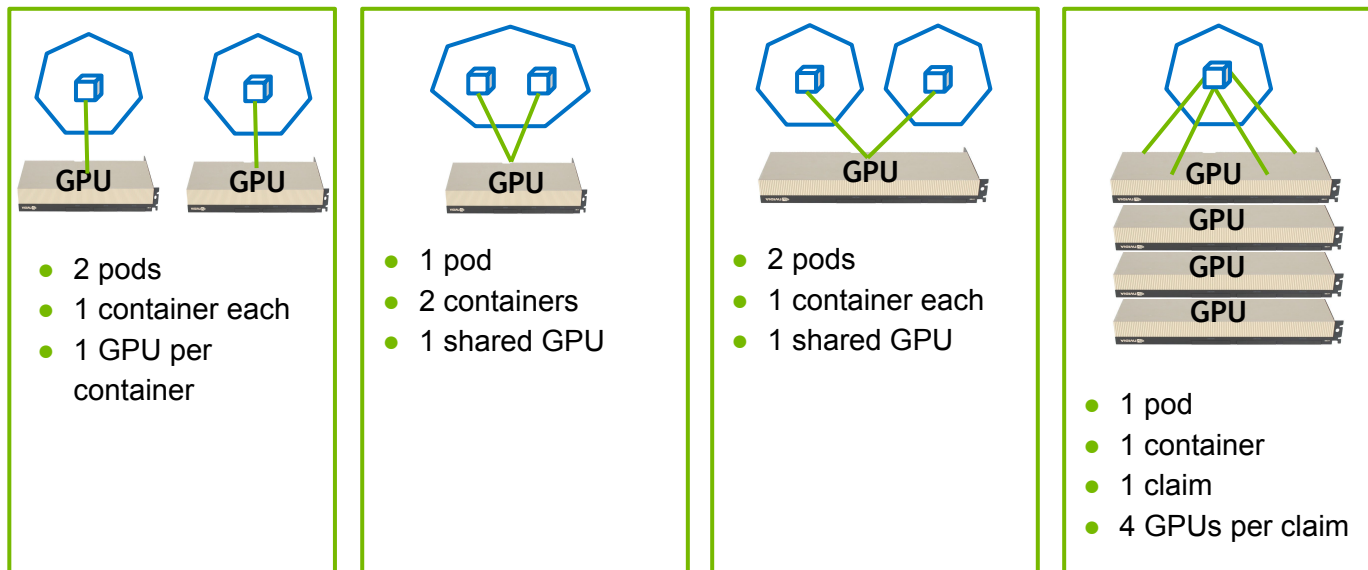 GPU
GPU
2 pods
1 container each
1 GPU per
container
GPU
1 pod
2 containers
1 shared GPU
GPU
2 pods
1 container each
1 shared GPU
GPU
GPU
GPU
GPU
1 pod
1 container
1 claim
4 GPUs per claim